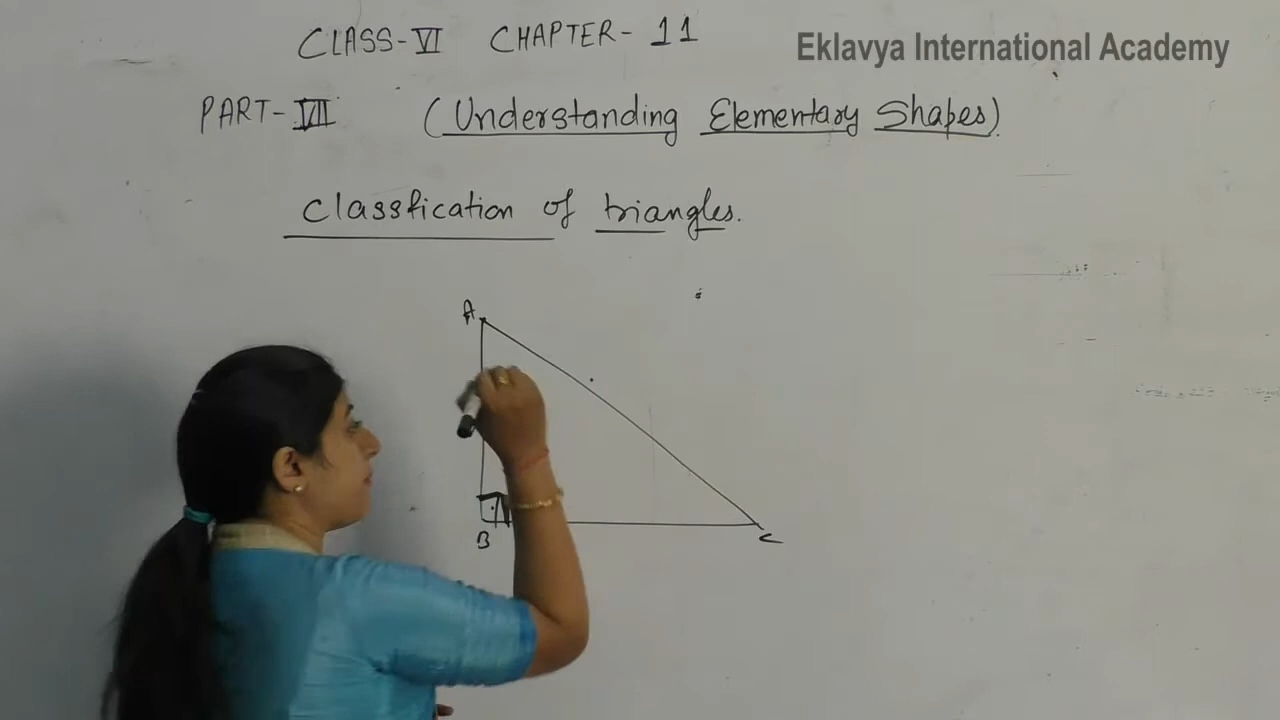 CLASS-VI CHAPTER- 11
Eklavya International Academy
PART-VII (Understanding Elementary Shapes)
Classfication of triangles.
A
B
C